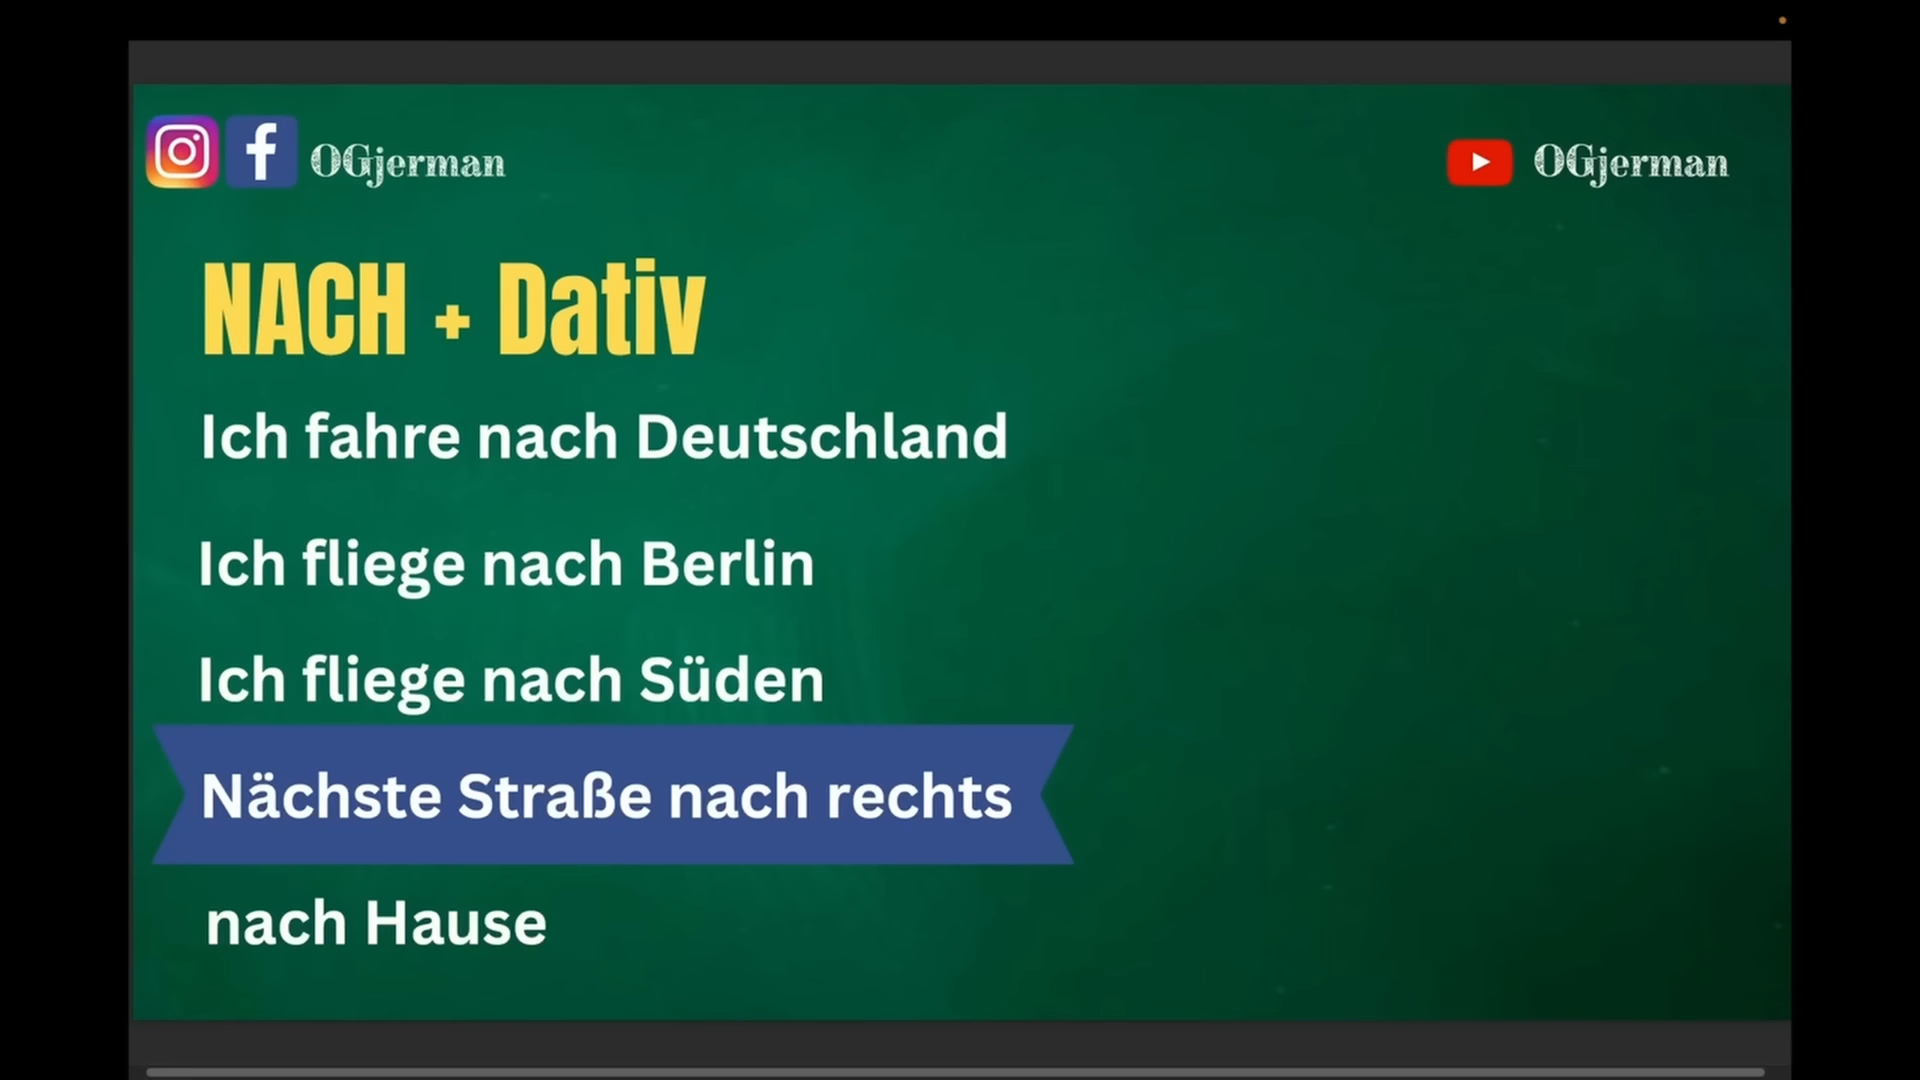 OGjerman
OGjerman
NACH + Dativ
Ich fahre nach Deutschland
Ich fliege nach Berlin
Ich fliege nach Süden
Nächste Straße nach rechts
nach Hause